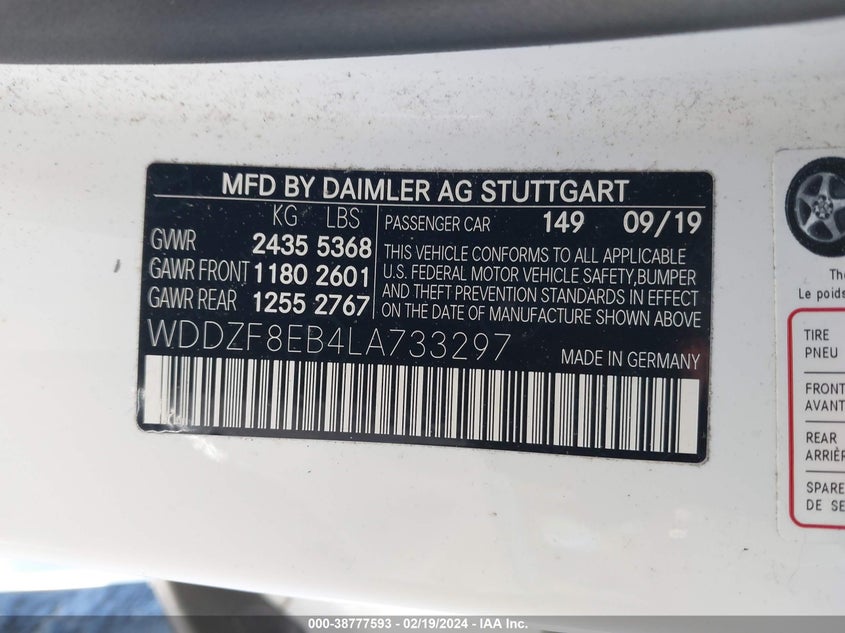 MFD BY DAIMLER AG STUTTGART
KG LBS
GVWR 2435 5368
GAWR FRONT 1180 2601
GAWR REAR 1255 2767
PASSENGER CAR 149 09/19
THIS VEHICLE CONFORMS TO ALL APPLICABLE
U.S. FEDERAL MOTOR VEHICLE SAFETY,BUMPER
AND THEFT PREVENTION STANDARDS IN EFFECT
ON THE DATE OF MANUFACTURE SHOWN ABOVE
WDDZF8EB4LA733297
MADE IN GERMANY
Le poids
TIRE
PNEU
FRONT
AVANT
REAR
ARRIÈR
SPARE
DE SE
000-38777593 - 02/19/2024 - IAA Inc.